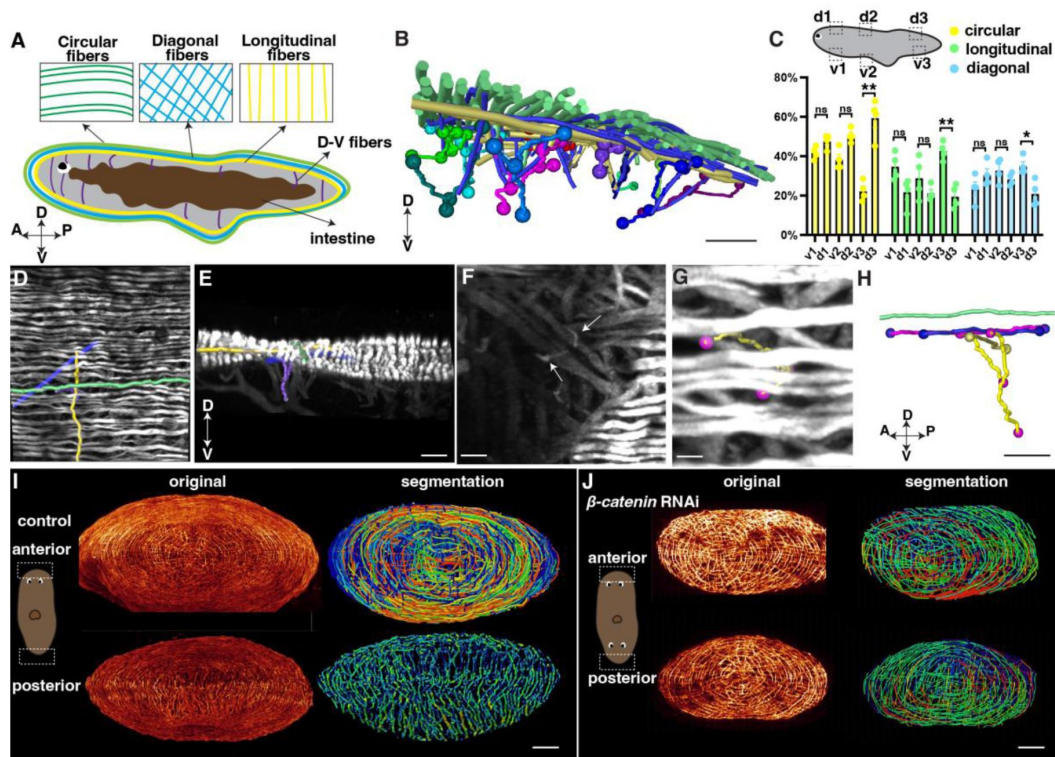 A
Circular
fibers
Diagonal
fibers
Longitudinal
fibers
D-V fibers
intestine
D
A
P
V
B
D
V
C
d1
d2
d3
v1
v2
v3
circular
longitudinal
diagonal
80%
60%
40%
20%
0%
ns
ns
**
ns
ns
**
ns
ns
*
v1
d1
v2
d2
v3
d3
v1
d1
v2
d2
v3
d3
v1
d1
v2
d2
v3
d3
D
E
D
V
F
G
H
D
A
P
V
I
original
segmentation
control
anterior
posterior
J
original
segmentation
β-catenin RNAi
anterior
posterior